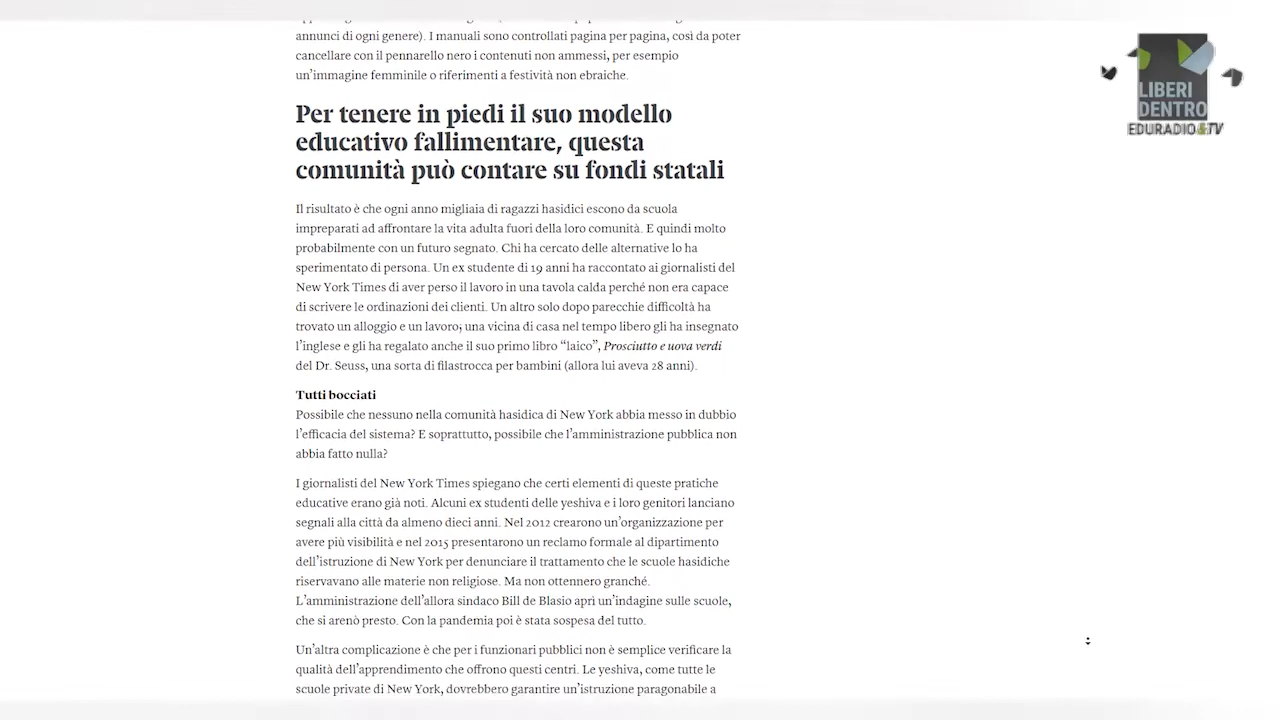 annunci di ogni genere). I manuali sono controllati pagina per pagina, così da poter
cancellare con il pennarello nero i contenuti non ammessi, per esempio
un'immagine femminile o riferimenti a festività non ebraiche.
Per tenere in piedi il suo modello
educativo fallimentare, questa
comunità può contare su fondi statali
Il risultato è che ogni anno migliaia di ragazzi hasidici escono da scuola
impreparati ad affrontare la vita adulta fuori della loro comunità. E quindi molto
probabilmente con un futuro segnato. Chi ha cercato delle alternative lo ha
sperimentato di persona. Un ex studente di 19 anni ha raccontato ai giornalisti del
New York Times di aver perso il lavoro in una tavola calda perché non era capace
di scrivere le ordinazioni dei clienti. Un altro solo dopo parecchie difficoltà ha
trovato un alloggio e un lavoro; una vicina di casa nel tempo libero gli ha insegnato
l'inglese e gli ha regalato anche il suo primo libro “laico”, Prosciutto e uova verdi
del Dr. Seuss, una sorta di filastrocca per bambini (allora lui aveva 28 anni).
Tutti bocciati
Possibile che nessuno nella comunità hasidica di New York abbia messo in dubbio
l'efficacia del sistema? E soprattutto, possibile che l'amministrazione pubblica non
abbia fatto nulla?
I giornalisti del New York Times spiegano che certi elementi di queste pratiche
educative erano già noti. Alcuni ex studenti delle yeshiva e i loro genitori lanciano
segnali alla città da almeno dieci anni. Nel 2012 crearono un'organizzazione per
avere più visibilità e nel 2015 presentarono un reclamo formale al dipartimento
dell'istruzione di New York per denunciare il trattamento che le scuole hasidiche
riservavano alle materie non religiose. Ma non ottennero granché.
L'amministrazione dell'allora sindaco Bill de Blasio aprì un'indagine sulle scuole,
che si arenò presto. Con la pandemia poi è stata sospesa del tutto.
Un'altra complicazione è che per i funzionari pubblici non è semplice verificare la
qualità dell'apprendimento che offrono questi centri. Le yeshiva, come tutte le
scuole private di New York, dovrebbero garantire un'istruzione paragonabile a
LIBERI
DENTRO
EDURADIO&TV